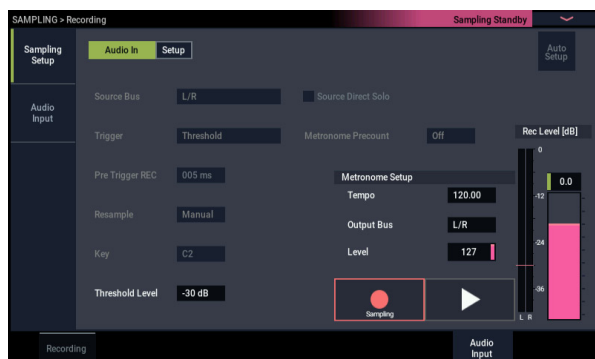 SAMPLING > Recording
Sampling Standby
Sampling Setup
Audio In
Setup
Auto Setup
Audio Input
Source Bus
L/R
Source Direct Solo
Trigger
Threshold
Metronome Precount
Off
Rec Level [dB]
0
Pre Trigger REC
005 ms
Metronome Setup
0.0
Tempo
120.00
-12
Resample
Manual
Output Bus
L/R
-24
Key
C2
Level
127
Threshold Level
-30 dB
-36
Sampling
L R
Recording
Audio Input